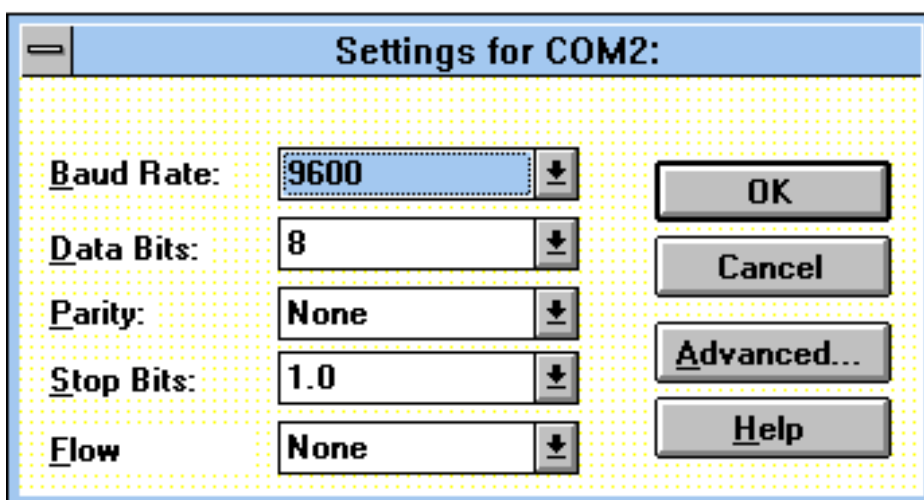 Settings for COM2:
Baud Rate: 9600
Data Bits: 8
Parity: None
Stop Bits: 1.0
Flow None
OK
Cancel
Advanced...
Help